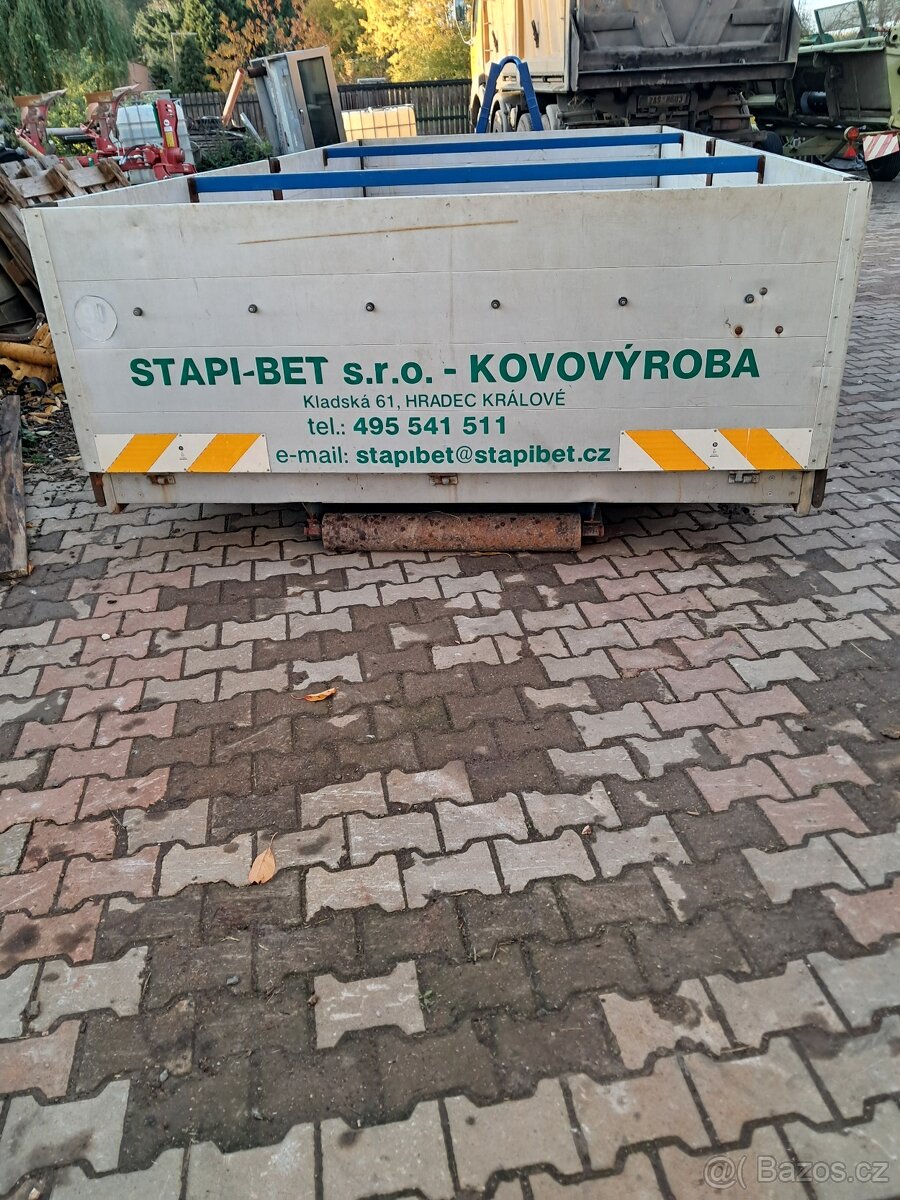 STAPI-BET s.r.o. - KOVOVÝROBA
Kladská 61, HRADEC KRÁLOVÉ
tel.: 495 541 511
e-mail: stapibet@stapibet.cz
Bazos.cz